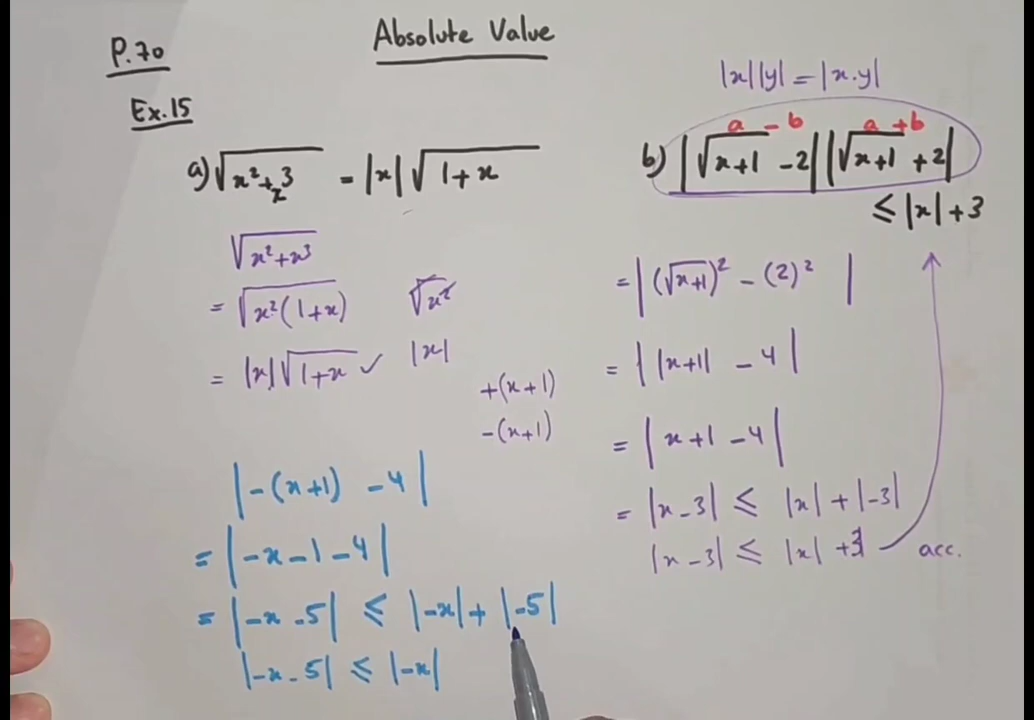 P.70
Absolute Value
Ex.15
a) √(x²+x³) = |x| √(1+x)
√(x²+x³)
= √(x²(1+x)) √x²
= |x|√(1+x) ✓ |x|
+(x+1)
-(x+1)
|-(x+1) -4|
= |-x-1-4|
= |-x-5| ≤ |-x| + |-5|
|-x-5| ≤ |-x|
|x||y| = |x.y|
a - b a + b
b) |√(x+1) -2| |√(x+1) +2|
≤ |x| + 3
= |(√(x+1))² - (2)²|
= ||x+1| - 4|
= |x+1 -4|
= |x-3| ≤ |x| + |-3|
|x-3| ≤ |x| +3 acc.